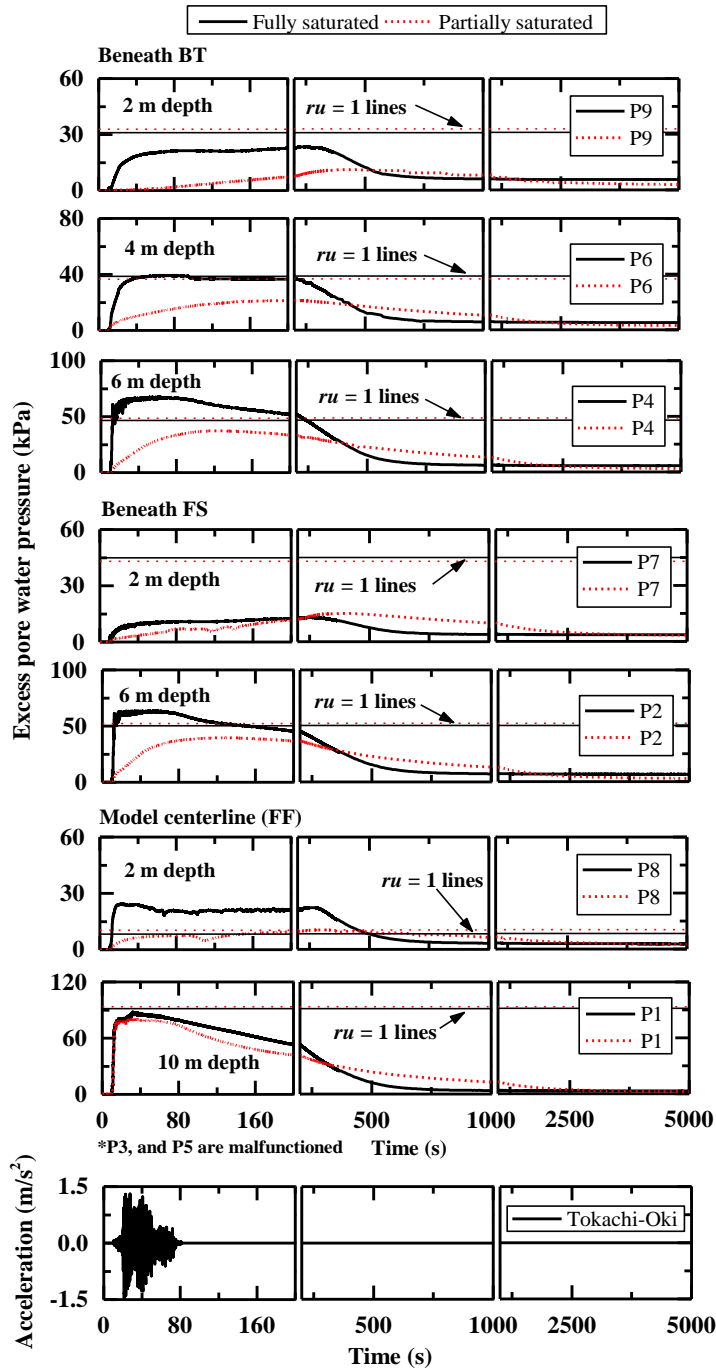 Fully saturated Partially saturated
Beneath BT
60
2 m depth
ru = 1 lines
P9
30
P9
0
80
4 m depth
ru = 1 lines
P6
40
P6
0
100
6 m depth
ru = 1 lines
P4
50
P4
0
Beneath FS
60
2 m depth
ru = 1 lines
P7
30
P7
0
100
6 m depth
ru = 1 lines
P2
50
P2
0
Model centerline (FF)
60
2 m depth
ru = 1 lines
P8
30
P8
0
120
ru = 1 lines
P1
60
10 m depth
P1
0
0 80 160 500 1000 2500 5000
*P3, and P5 are malfunctioned Time (s)
Excess pore water pressure (kPa)
1.5
Tokachi-Oki
0.0
-1.5
0 80 160 500 1000 2500 5000
Time (s)
Acceleration (m/s²)